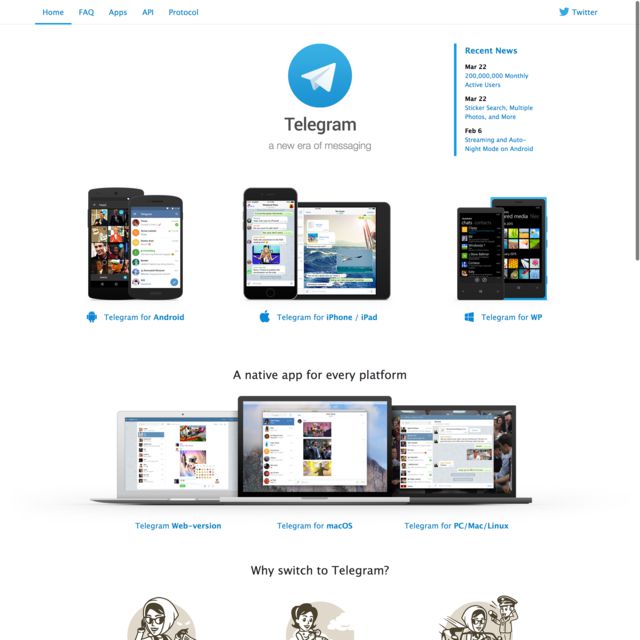 Home FAQ Apps API Protocol
Twitter
Recent News
Mar 22
200,000,000 Monthly
Active Users
Mar 22
Sticker Search, Multiple
Photos, and More
Feb 6
Streaming and Auto-
Night Mode on Android
Telegram
a new era of messaging
Telegram for Android
Telegram for iPhone / iPad
Telegram for WP
A native app for every platform
Telegram Web-version
Telegram for macOS
Telegram for PC/Mac/Linux
Why switch to Telegram?